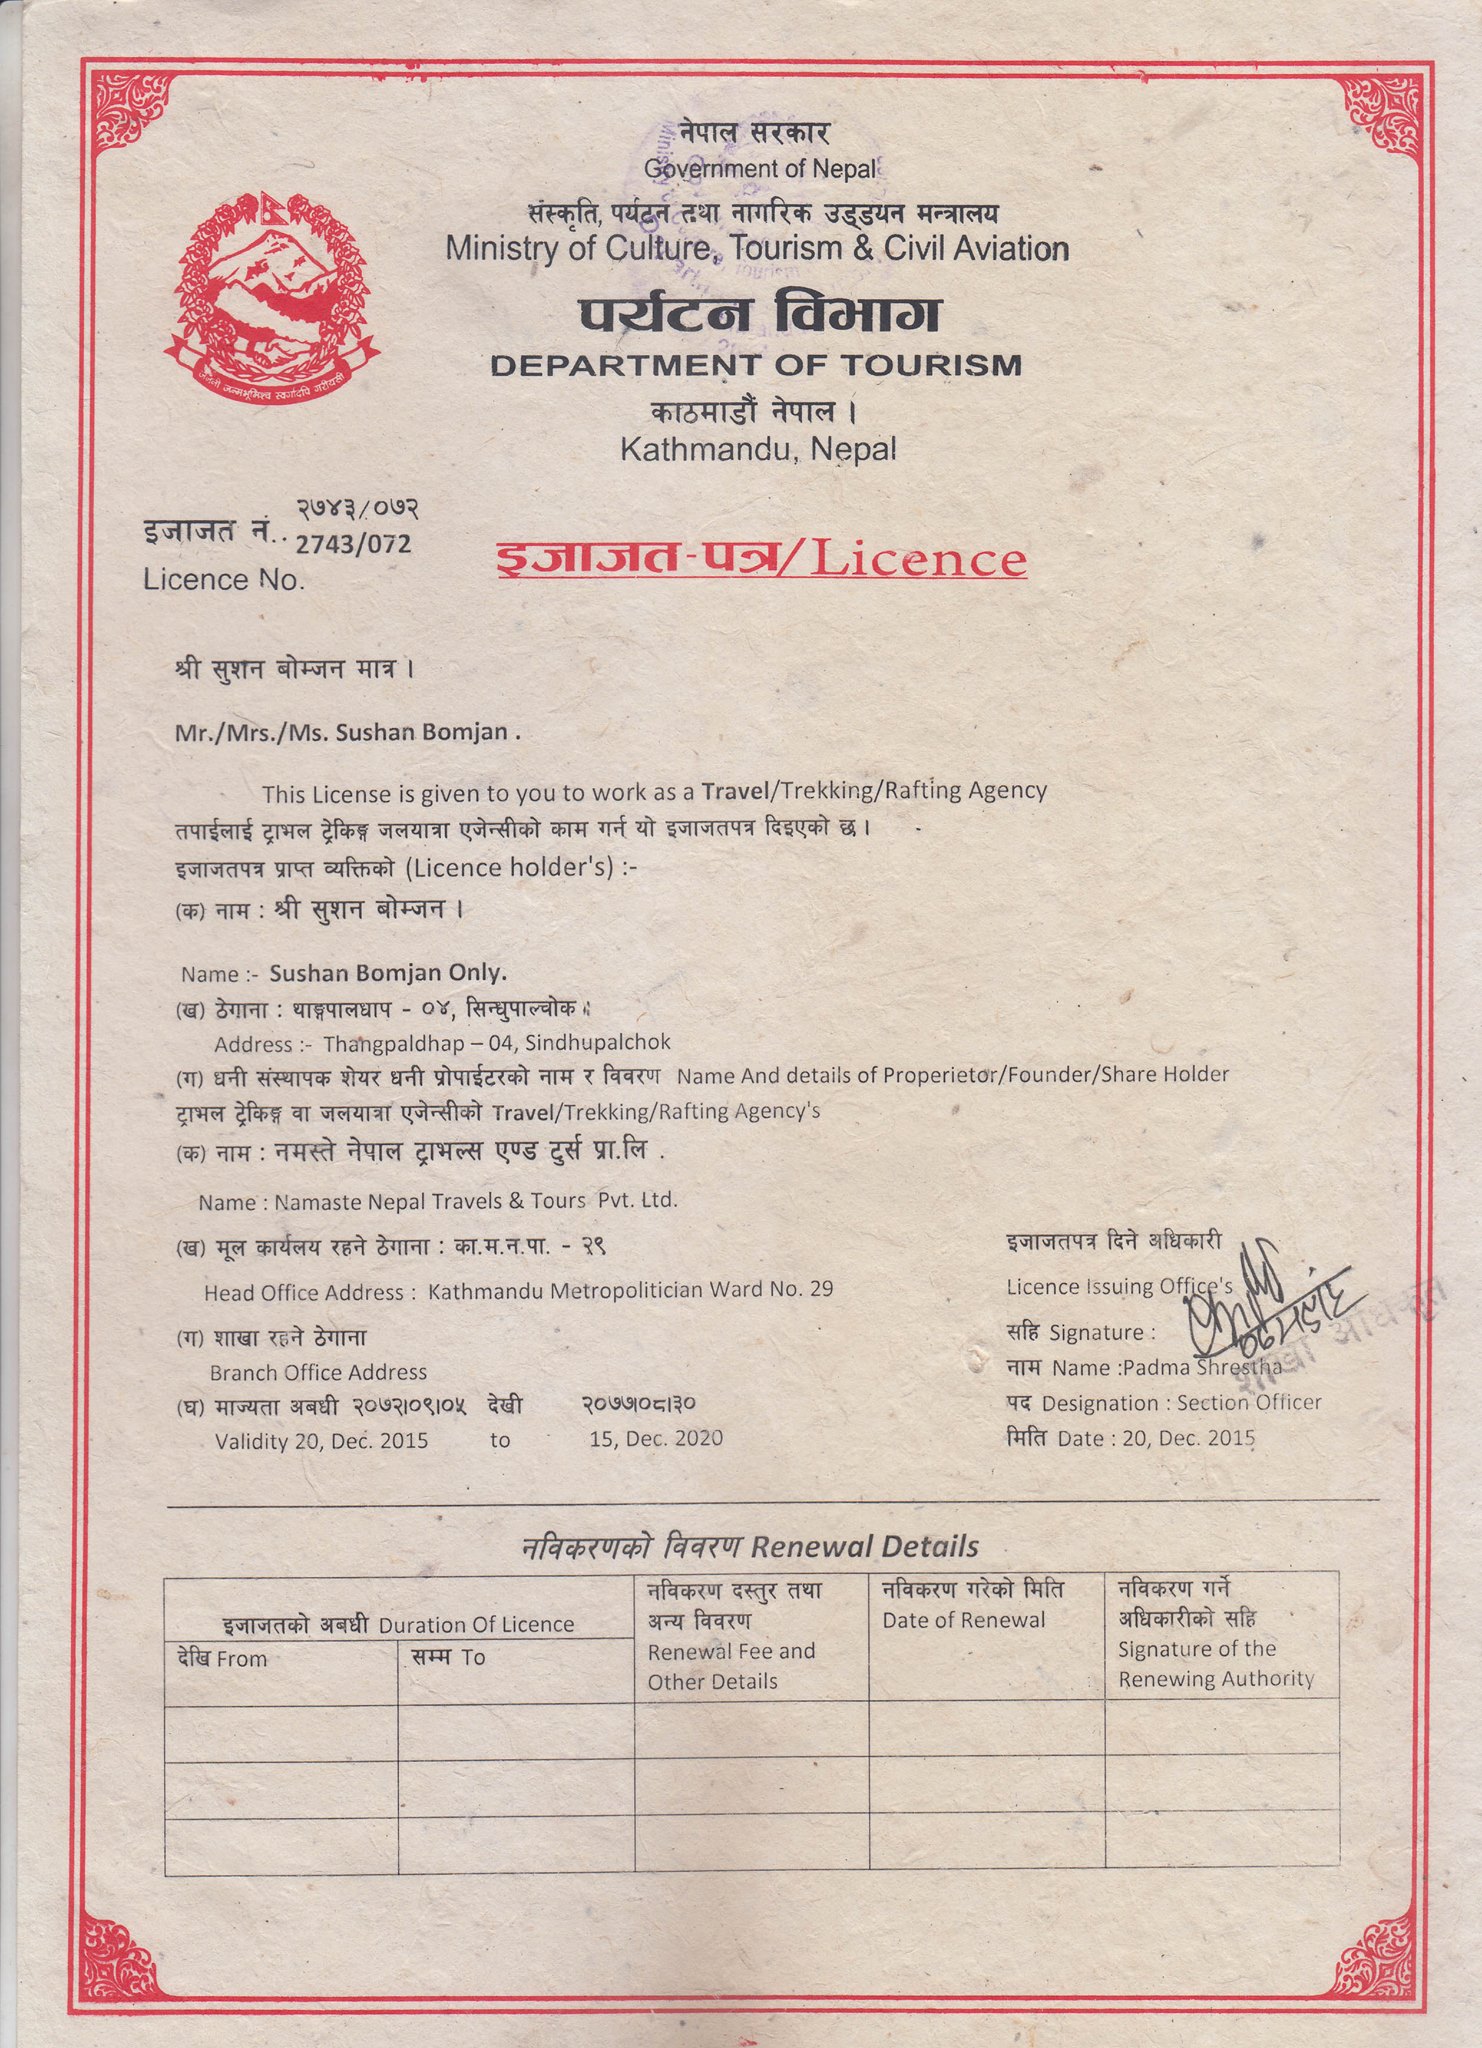 नेपाल सरकार
Government of Nepal
संस्कृति, पर्यटन तथा नागरिक उड्डयन मन्त्रालय
Ministry of Culture, Tourism & Civil Aviation
पर्यटन विभाग
DEPARTMENT OF TOURISM
काठमाडौं नेपाल ।
Kathmandu, Nepal
जननी जन्मभूमिश्च स्वर्गादपि गरीयसी
२७४३/०७२
इजाजत नं.. 2743/072
Licence No.
इजाजत-पत्र/Licence
श्री सुशन बोम्जन मात्र ।
Mr./Mrs./Ms. Sushan Bomjan .
This License is given to you to work as a Travel/Trekking/Rafting Agency
तपाईलाई ट्राभल ट्रेकिङ्ग जलयात्रा एजेन्सीको काम गर्न यो इजाजतपत्र दिइएको छ ।
इजाजतपत्र प्राप्त व्यक्तिको (Licence holder's) :-
(क) नाम : श्री सुशन बोम्जन ।
Name :- Sushan Bomjan Only.
(ख) ठेगाना : थाङ्गपालधाप - ०४, सिन्धुपाल्चोक ।
Address :- Thangpaldhap – 04, Sindhupalchok
(ग) धनी संस्थापक शेयर धनी प्रोपाईटरको नाम र विवरण Name And details of Properietor/Founder/Share Holder
ट्राभल ट्रेकिङ्ग वा जलयात्रा एजेन्सीको Travel/Trekking/Rafting Agency's
(क) नाम : नमस्ते नेपाल ट्राभल्स एण्ड टुर्स प्रा.लि .
Name : Namaste Nepal Travels & Tours Pvt. Ltd.
(ख) मूल कार्यलय रहने ठेगाना : का.म.न.पा. - २९
Head Office Address : Kathmandu Metropolitician Ward No. 29
(ग) शाखा रहने ठेगाना
Branch Office Address
(घ) माज्यता अबधी २०७२।०९।०५ देखी २०७७।०८।३०
Validity 20, Dec. 2015 to 15, Dec. 2020
इजाजतपत्र दिने अधिकारी
Licence Issuing Office's
सहि Signature :
नाम Name :Padma Shrestha
पद Designation : Section Officer
मिति Date : 20, Dec. 2015
नविकरणको विवरण Renewal Details
इजाजतको अबधी Duration Of Licence
देखि From
सम्म To
नविकरण दस्तुर तथा
अन्य विवरण
Renewal Fee and
Other Details
नविकरण गरेको मिति
Date of Renewal
नविकरण गर्ने
अधिकारीको सहि
Signature of the
Renewing Authority